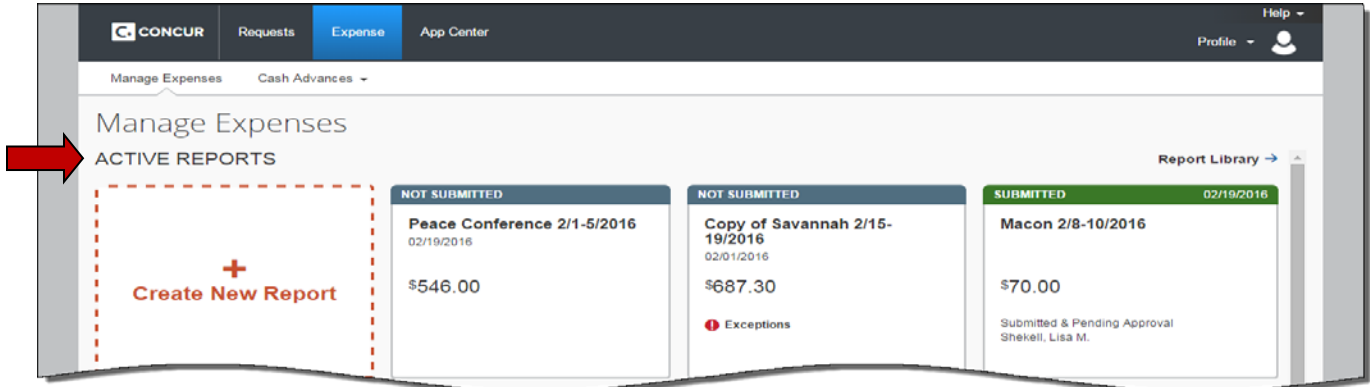 Help
C. CONCUR Requests Expense App Center
Profile
Manage Expenses Cash Advances
Manage Expenses
ACTIVE REPORTS
Report Library →
+
Create New Report
NOT SUBMITTED
Peace Conference 2/1-5/2016
02/19/2016
$546.00
NOT SUBMITTED
Copy of Savannah 2/15-
19/2016
02/01/2016
$687.30
Exceptions
SUBMITTED 02/19/2016
Macon 2/8-10/2016
$70.00
Submitted & Pending Approval
Shekell, Lisa M.